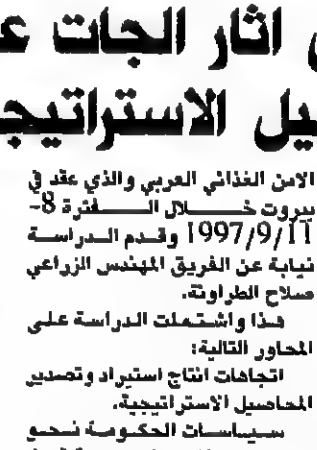 اثار الجات
الاستراتيج
الامن الغذائي العربي والذي عقد في
بيروت خلال الفترة 8-
1997/9/11 وقدم الدراسة
نيابة عن الفريق المهندس الزراعي
صلاح الطراونة.
هذا واشتملت الدراسة على
المحاور التالية:
اتجاهات انتاج استيراد وتصدير
المحاصيل الاستراتيجية.
سياسات الحكومة نحو